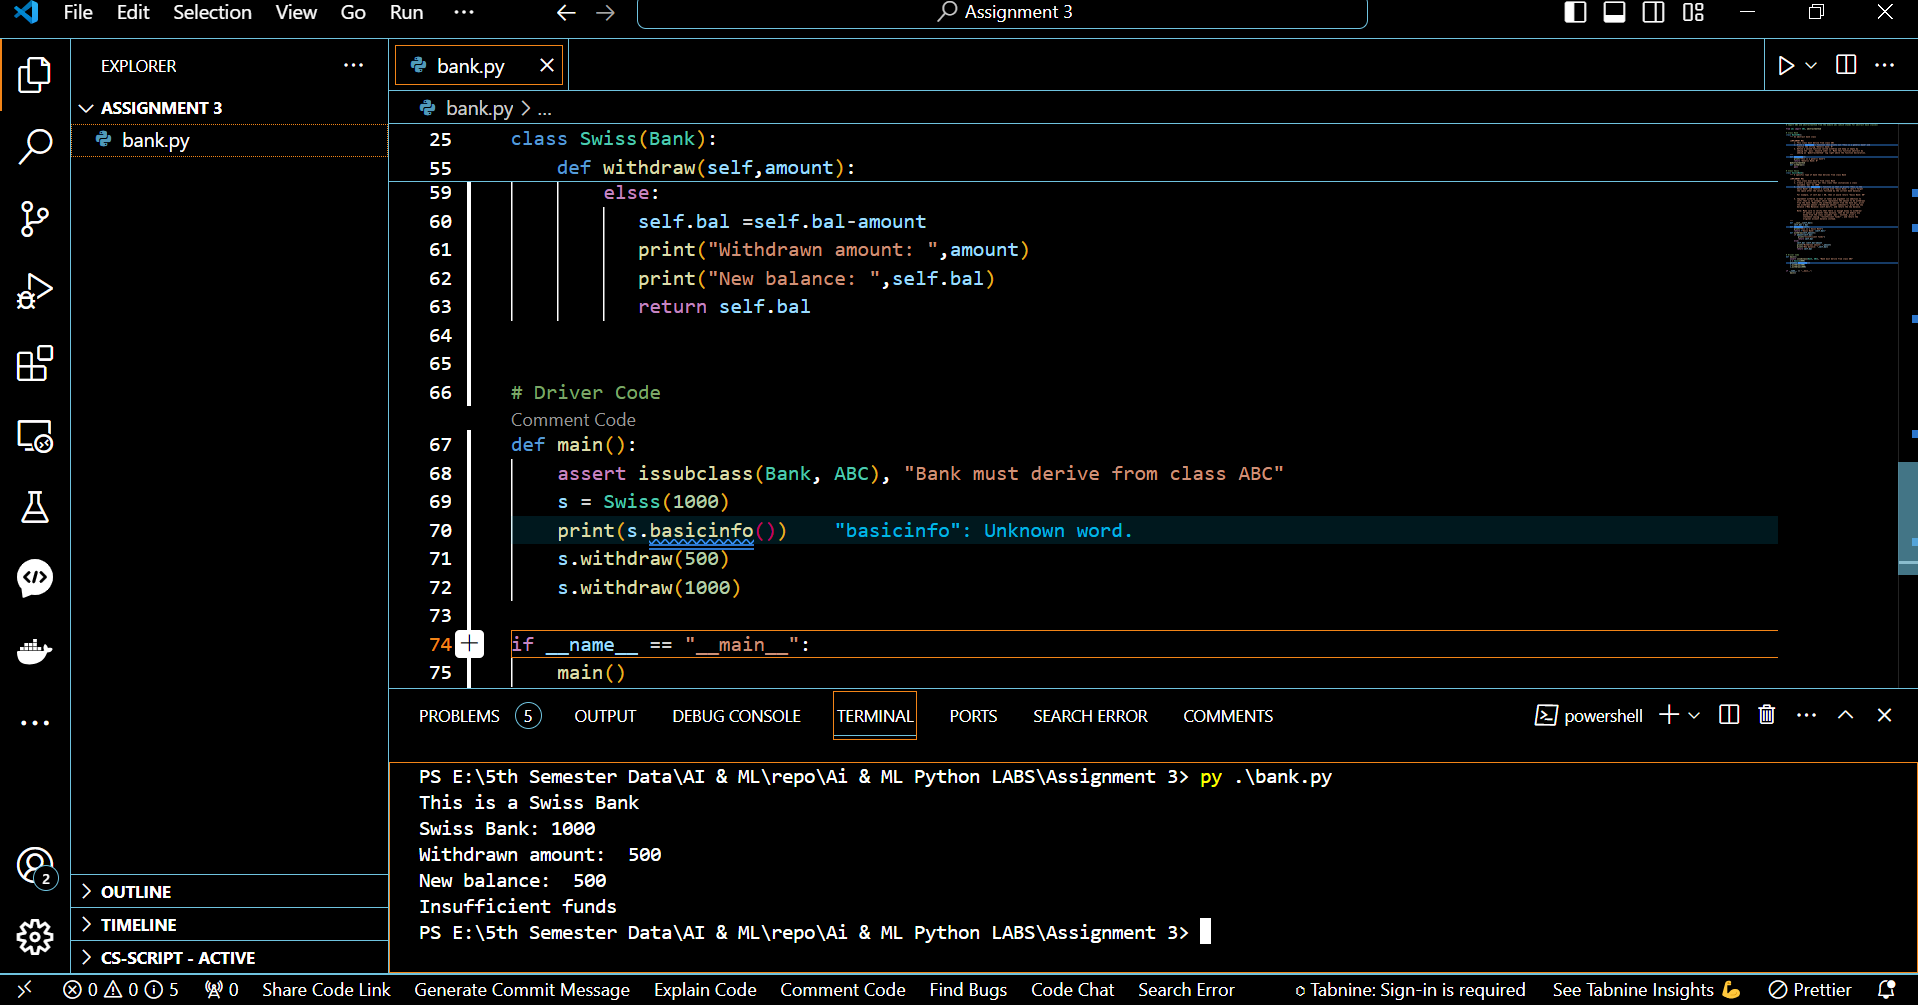 File Edit Selection View Go Run ··· Assignment 3
EXPLORER ···
ASSIGNMENT 3
bank.py
bank.py
bank.py > ...
25 class Swiss(Bank):
55 def withdraw(self,amount):
59 else:
60 self.bal =self.bal-amount
61 print("Withdrawn amount: ",amount)
62 print("New balance: ",self.bal)
63 return self.bal
64
65
66 # Driver Code
Comment Code
67 def main():
68 assert issubclass(Bank, ABC), "Bank must derive from class ABC"
69 s = Swiss(1000)
70 print(s.basicinfo()) "basicinfo": Unknown word.
71 s.withdraw(500)
72 s.withdraw(1000)
73
74 if __name__ == "__main__":
75 main()
PROBLEMS 5 OUTPUT DEBUG CONSOLE TERMINAL PORTS SEARCH ERROR COMMENTS powershell
PS E:\5th Semester Data\AI & ML\repo\Ai & ML Python LABS\Assignment 3> py .\bank.py
This is a Swiss Bank
Swiss Bank: 1000
Withdrawn amount:  500
New balance:  500
Insufficient funds
PS E:\5th Semester Data\AI & ML\repo\Ai & ML Python LABS\Assignment 3>
2
OUTLINE
TIMELINE
CS-SCRIPT - ACTIVE
0 0 5 0 Share Code Link Generate Commit Message Explain Code Comment Code Find Bugs Code Chat Search Error Tabnine: Sign-in is required See Tabnine Insights 💪 Prettier